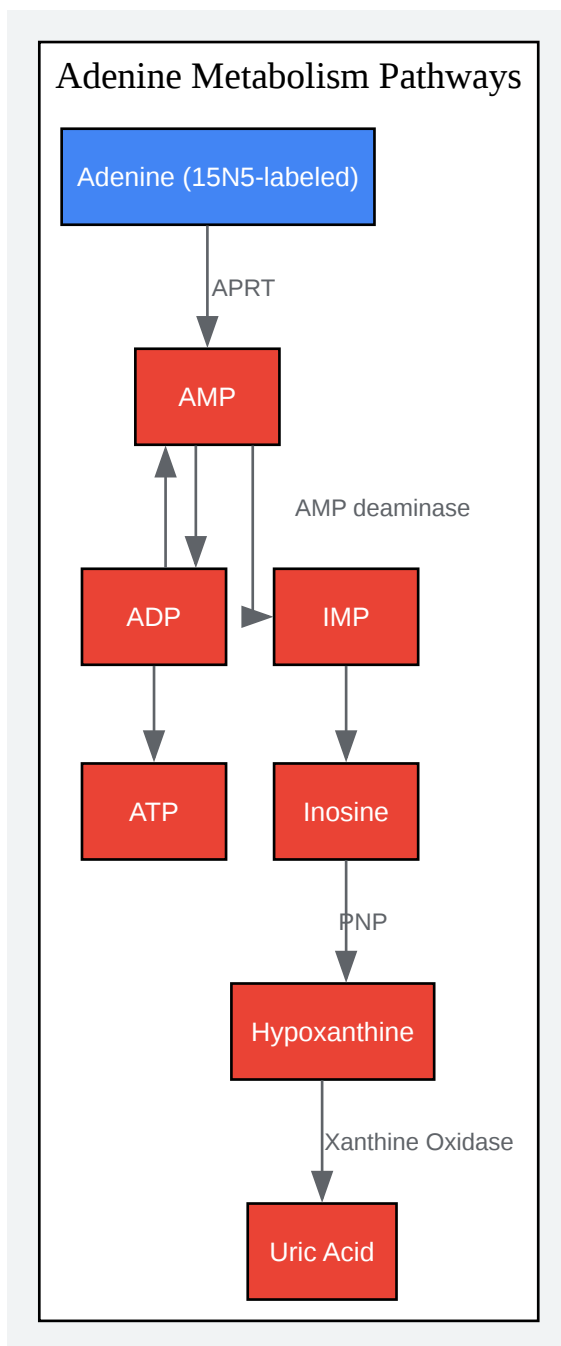 Adenine Metabolism Pathways
Adenine (15N5-labeled)
APRT
AMP
AMP deaminase
ADP
IMP
ATP
Inosine
PNP
Hypoxanthine
Xanthine Oxidase
Uric Acid